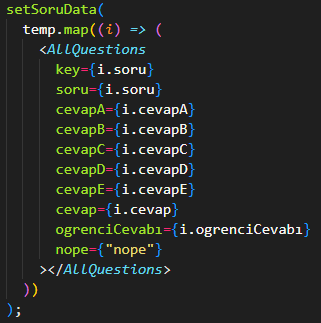 setSoruData(
temp.map((i) => (
<AllQuestions
key={i.soru}
soru={i.soru}
cevapA={i.cevapA}
cevapB={i.cevapB}
cevapC={i.cevapC}
cevapD={i.cevapD}
cevapE={i.cevapE}
cevap={i.cevap}
ogrenciCevabı={i.ogrenciCevabı}
nope={"nope"}
></AllQuestions>
))
);